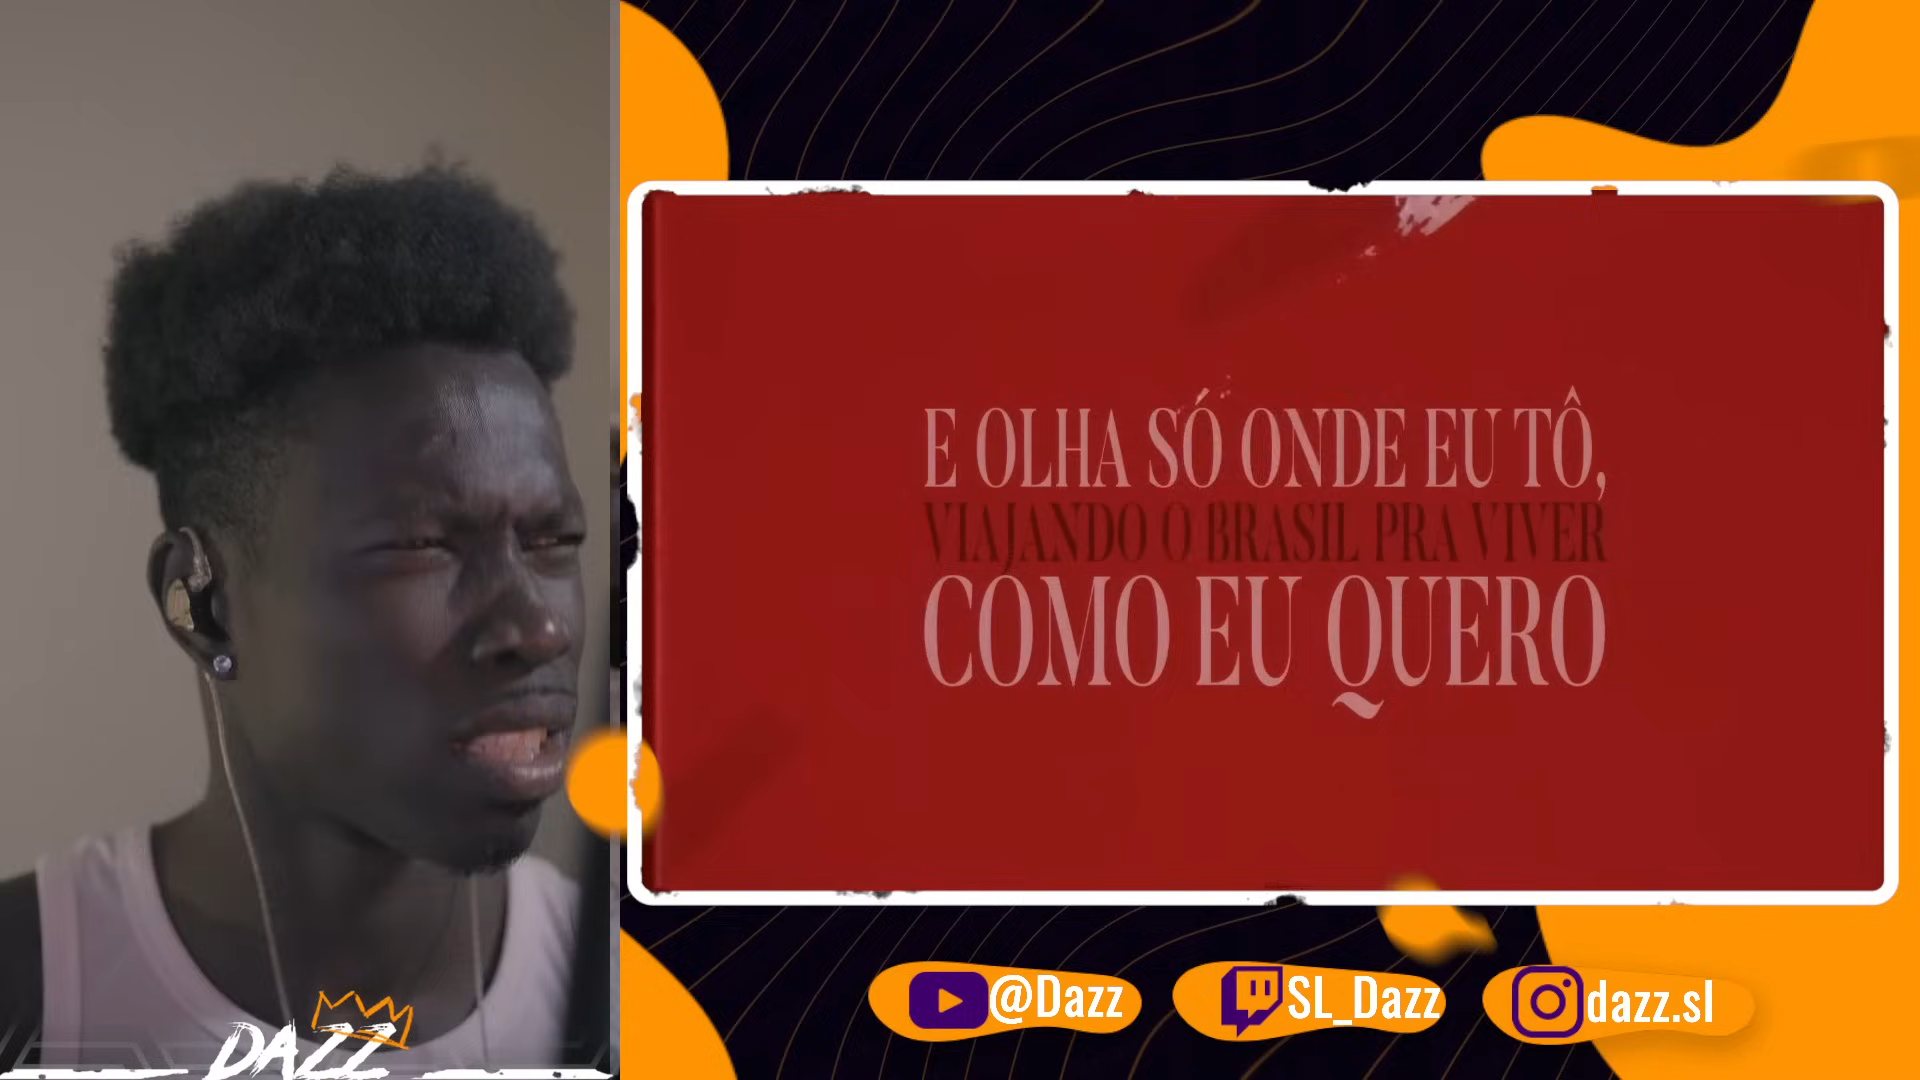 E OLHA SÓ ONDE EU TÔ,
VIAJANDO O BRASIL PRA VIVER
COMO EU QUERO
DAZZ
@Dazz
SL_Dazz
dazz.sl